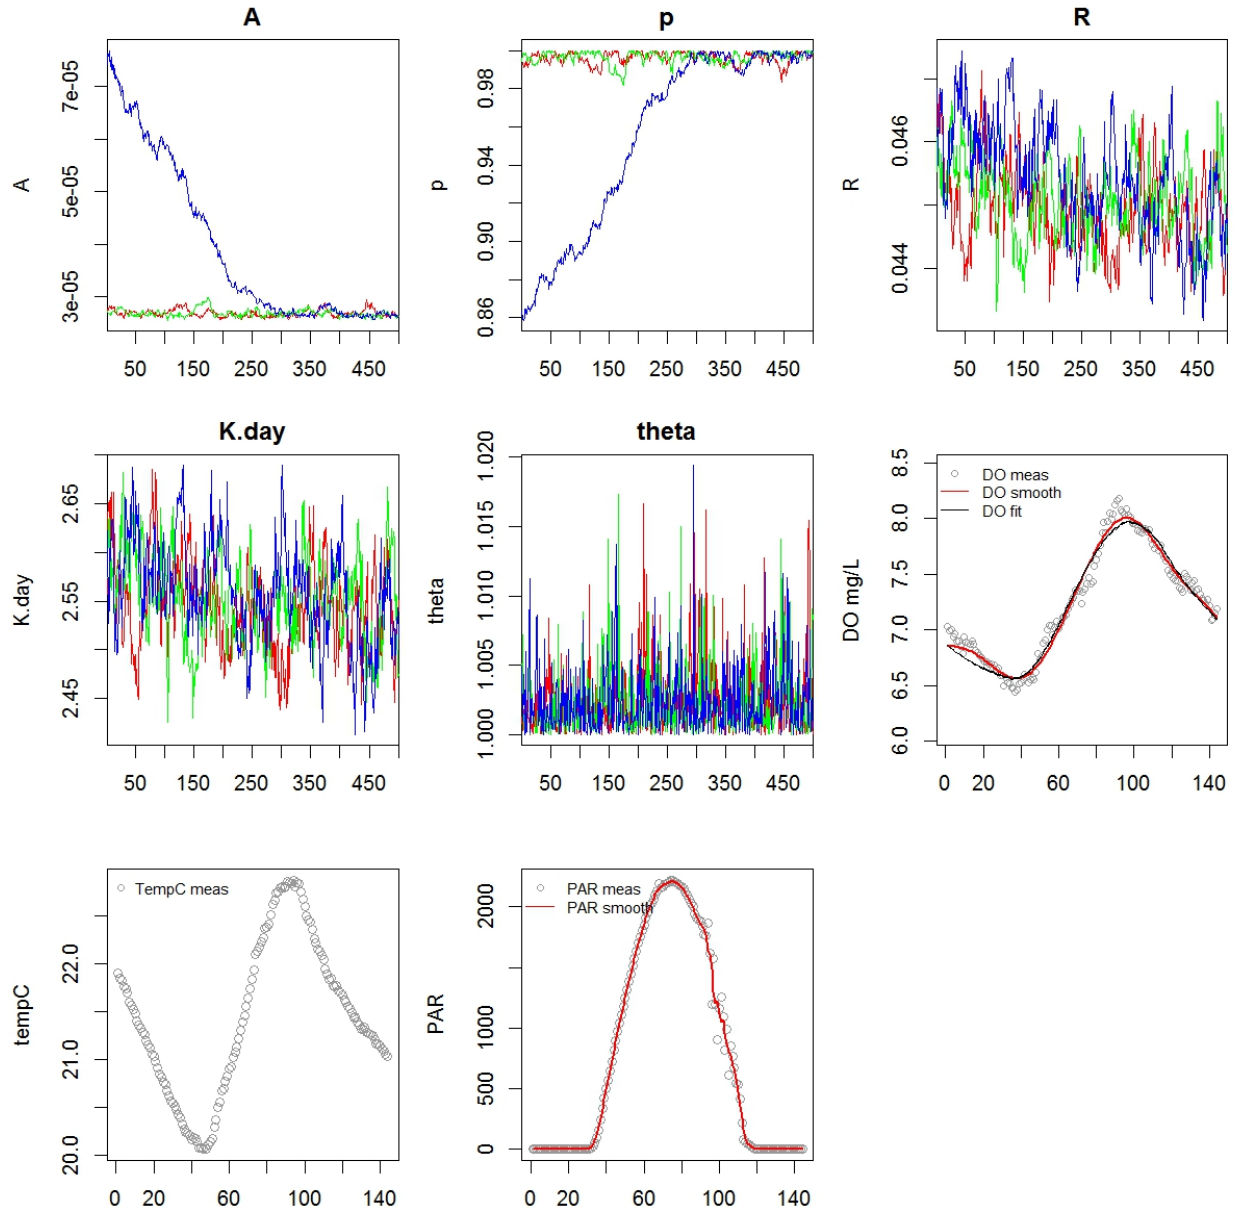 A
p
R
A
7e-05
5e-05
3e-05
50 150 250 350 450
p
0.98
0.94
0.90
0.86
50 150 250 350 450
R
0.046
0.044
50 150 250 350 450
K.day
theta
K.day
2.65
2.55
2.45
50 150 250 350 450
theta
1.020
1.015
1.010
1.005
1.000
50 150 250 350 450
DO mg/L
8.5
8.0
7.5
7.0
6.5
6.0
DO meas
DO smooth
DO fit
0 20 60 100 140
tempC
22.0
21.0
20.0
TempC meas
0 20 60 100 140
PAR
2000
1000
500
0
PAR meas
PAR smooth
0 20 60 100 140